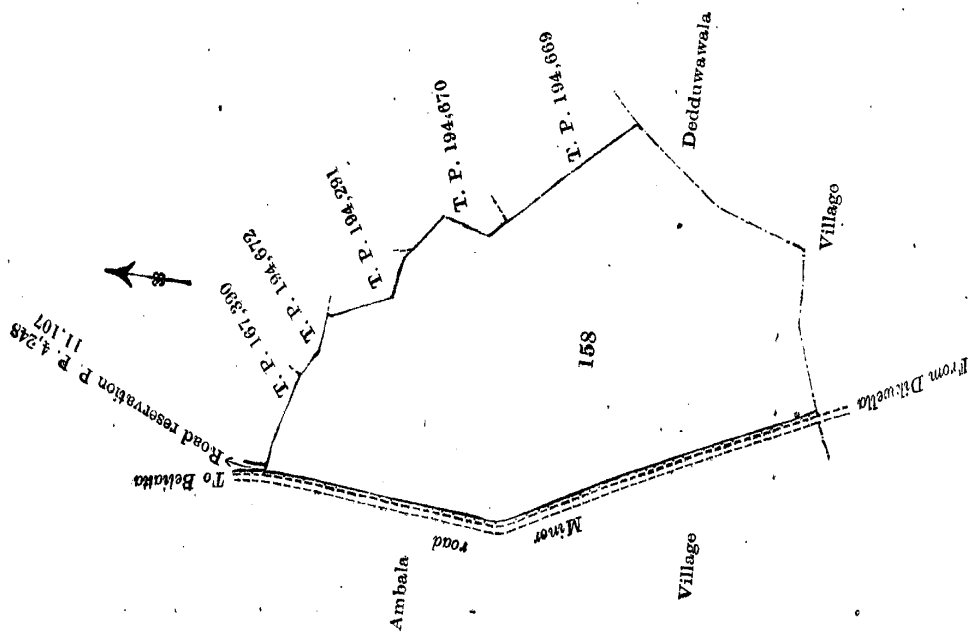 Road reservation P. P. 4,248
11,107
To Beliatta
T. P. 167,390
T. P. 194,672
T. P. 194,291
T. P. 194,670
T. P. 194,669
Dedduwawala
Village
158
From Dikwella
Minor
road
Ambala
Village